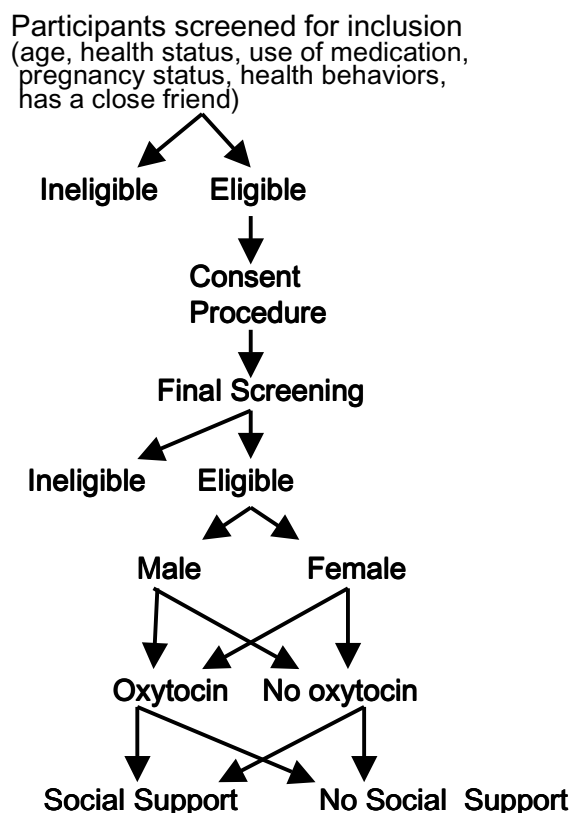 Participants screened for inclusion
(age, health status, use of medication,
pregnancy status, health behaviors,
has a close friend)
Ineligible Eligible
Consent
Procedure
Final Screening
Ineligible Eligible
Male Female
Oxytocin No oxytocin
Social Support No Social Support